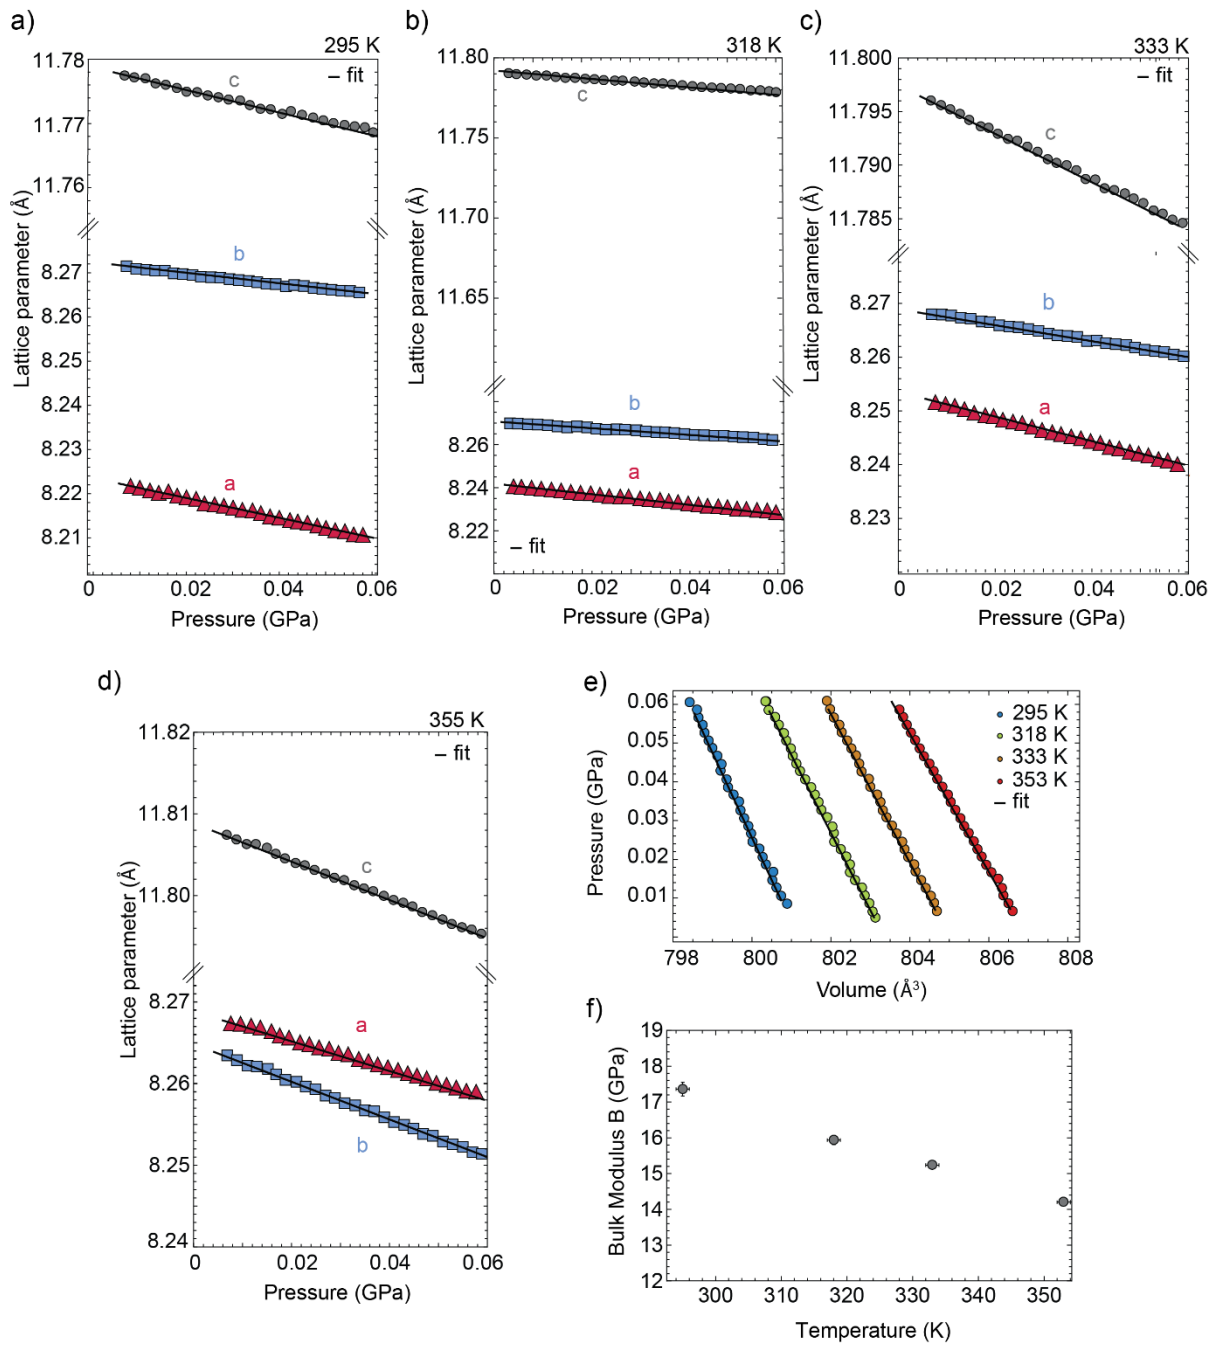 a)
295 K
– fit
c
b
a
11.78
11.77
11.76
8.27
8.26
8.25
8.24
8.23
8.22
8.21
Lattice parameter (Å)
0
0.02
0.04
0.06
Pressure (GPa)
b)
318 K
c
b
a
– fit
11.80
11.75
11.70
11.65
8.26
8.24
8.22
Lattice parameter (Å)
0
0.02
0.04
0.06
Pressure (GPa)
c)
333 K
– fit
c
b
a
11.800
11.795
11.790
11.785
8.27
8.26
8.25
8.24
8.23
Lattice parameter (Å)
0
0.02
0.04
0.06
Pressure (GPa)
d)
355 K
– fit
c
a
b
11.82
11.81
11.80
8.27
8.26
8.25
8.24
Lattice parameter (Å)
0
0.02
0.04
0.06
Pressure (GPa)
e)
295 K
318 K
333 K
353 K
– fit
0.06
0.05
0.04
0.03
0.02
0.01
Pressure (GPa)
798
800
802
804
806
808
Volume (Å³)
f)
19
18
17
16
15
14
13
12
Bulk Modulus B (GPa)
300
310
320
330
340
350
Temperature (K)